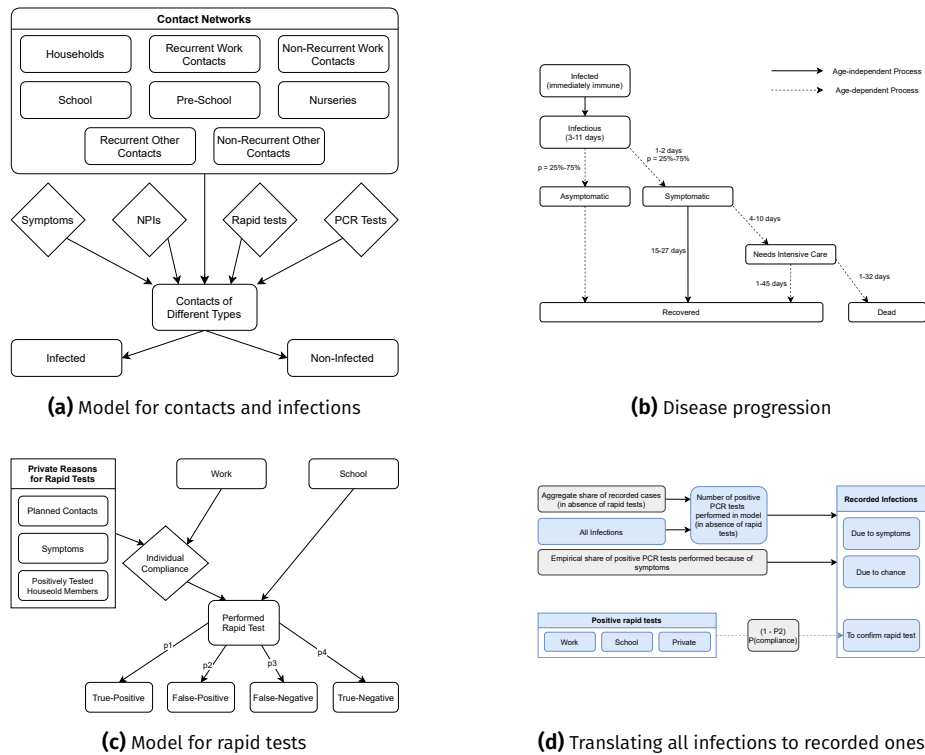 Contact Networks
Households
Recurrent Work
Contacts
Non-Recurrent Work
Contacts
School
Pre-School
Nurseries
Recurrent Other
Contacts
Non-Recurrent Other
Contacts
Symptoms
NPIs
Rapid tests
PCR Tests
Contacts of
Different Types
Infected
Non-Infected
(a) Model for contacts and infections
Infected
(immediately immune)
Age-independent Process
Age-dependent Process
Infectious
(3-11 days)
1-2 days
p = 25%-75%
p = 25%-75%
Asymptomatic
Symptomatic
4-10 days
15-27 days
Needs Intensive Care
1-45 days
1-32 days
Recovered
Dead
(b) Disease progression
Private Reasons
for Rapid Tests
Planned Contacts
Symptoms
Positively Tested
Househeld Members
Work
School
Individual
Compliance
Performed
Rapid Test
p1
p2
p3
p4
True-Positive
False-Positive
False-Negative
True-Negative
(c) Model for rapid tests
Aggregate share of recorded cases
(in absence of rapid tests)
All Infections
Number of positive
PCR tests
performed in model
(in absence of rapid
tests)
Empirical share of positive PCR tests performed because of
symptoms
Recorded Infections
Due to symptoms
Due to chance
To confirm rapid test
Positive rapid tests
Work
School
Private
(1 - P2)
P(compliance)
(d) Translating all infections to recorded ones